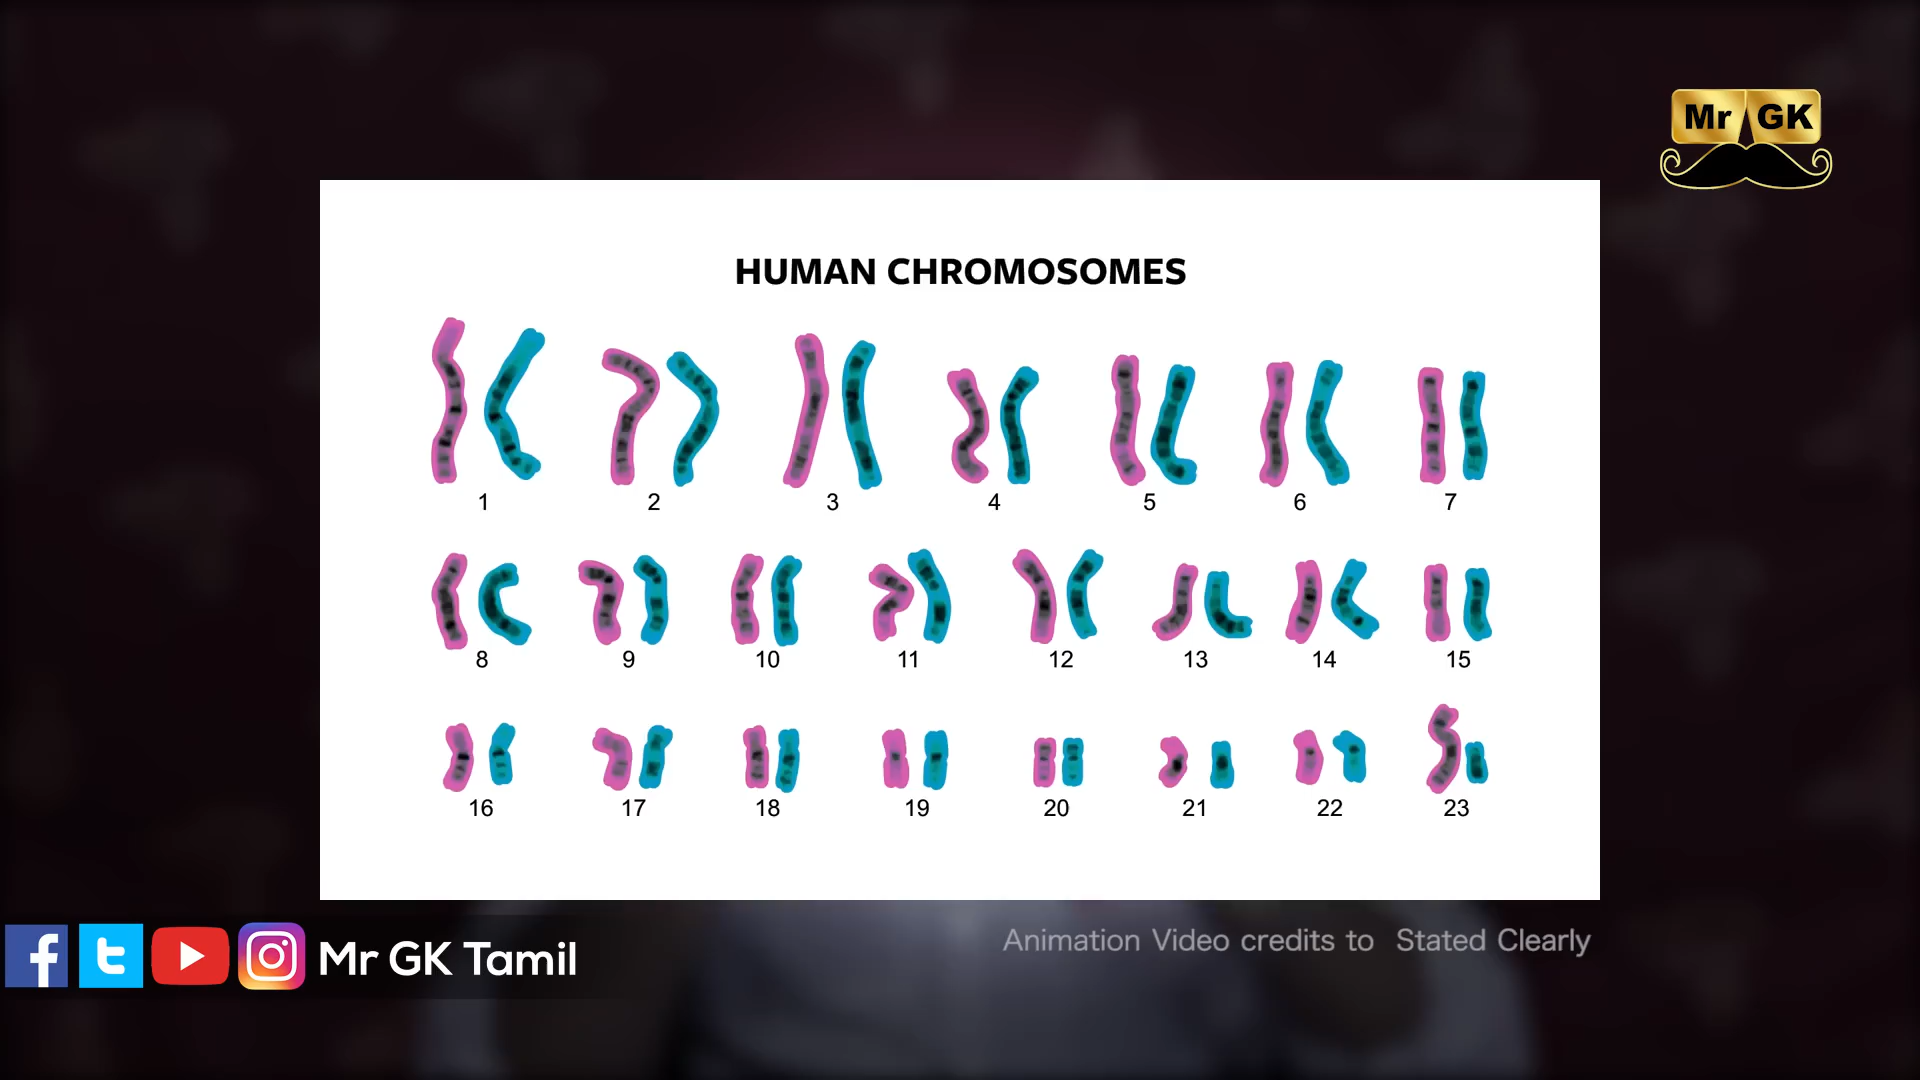 Mr GK
HUMAN CHROMOSOMES
1 2 3 4 5 6 7
8 9 10 11 12 13 14 15
16 17 18 19 20 21 22 23
Animation Video credits to Stated Clearly
Mr GK Tamil